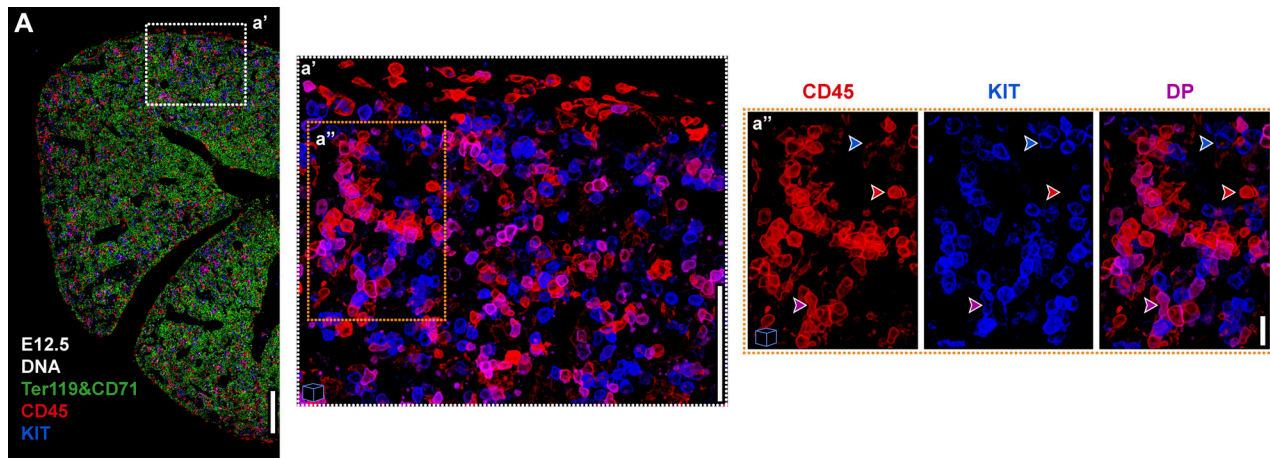 A
a’
E12.5
DNA
Ter119&CD71
CD45
KIT
a’
a’’
CD45
KIT
DP
a’’